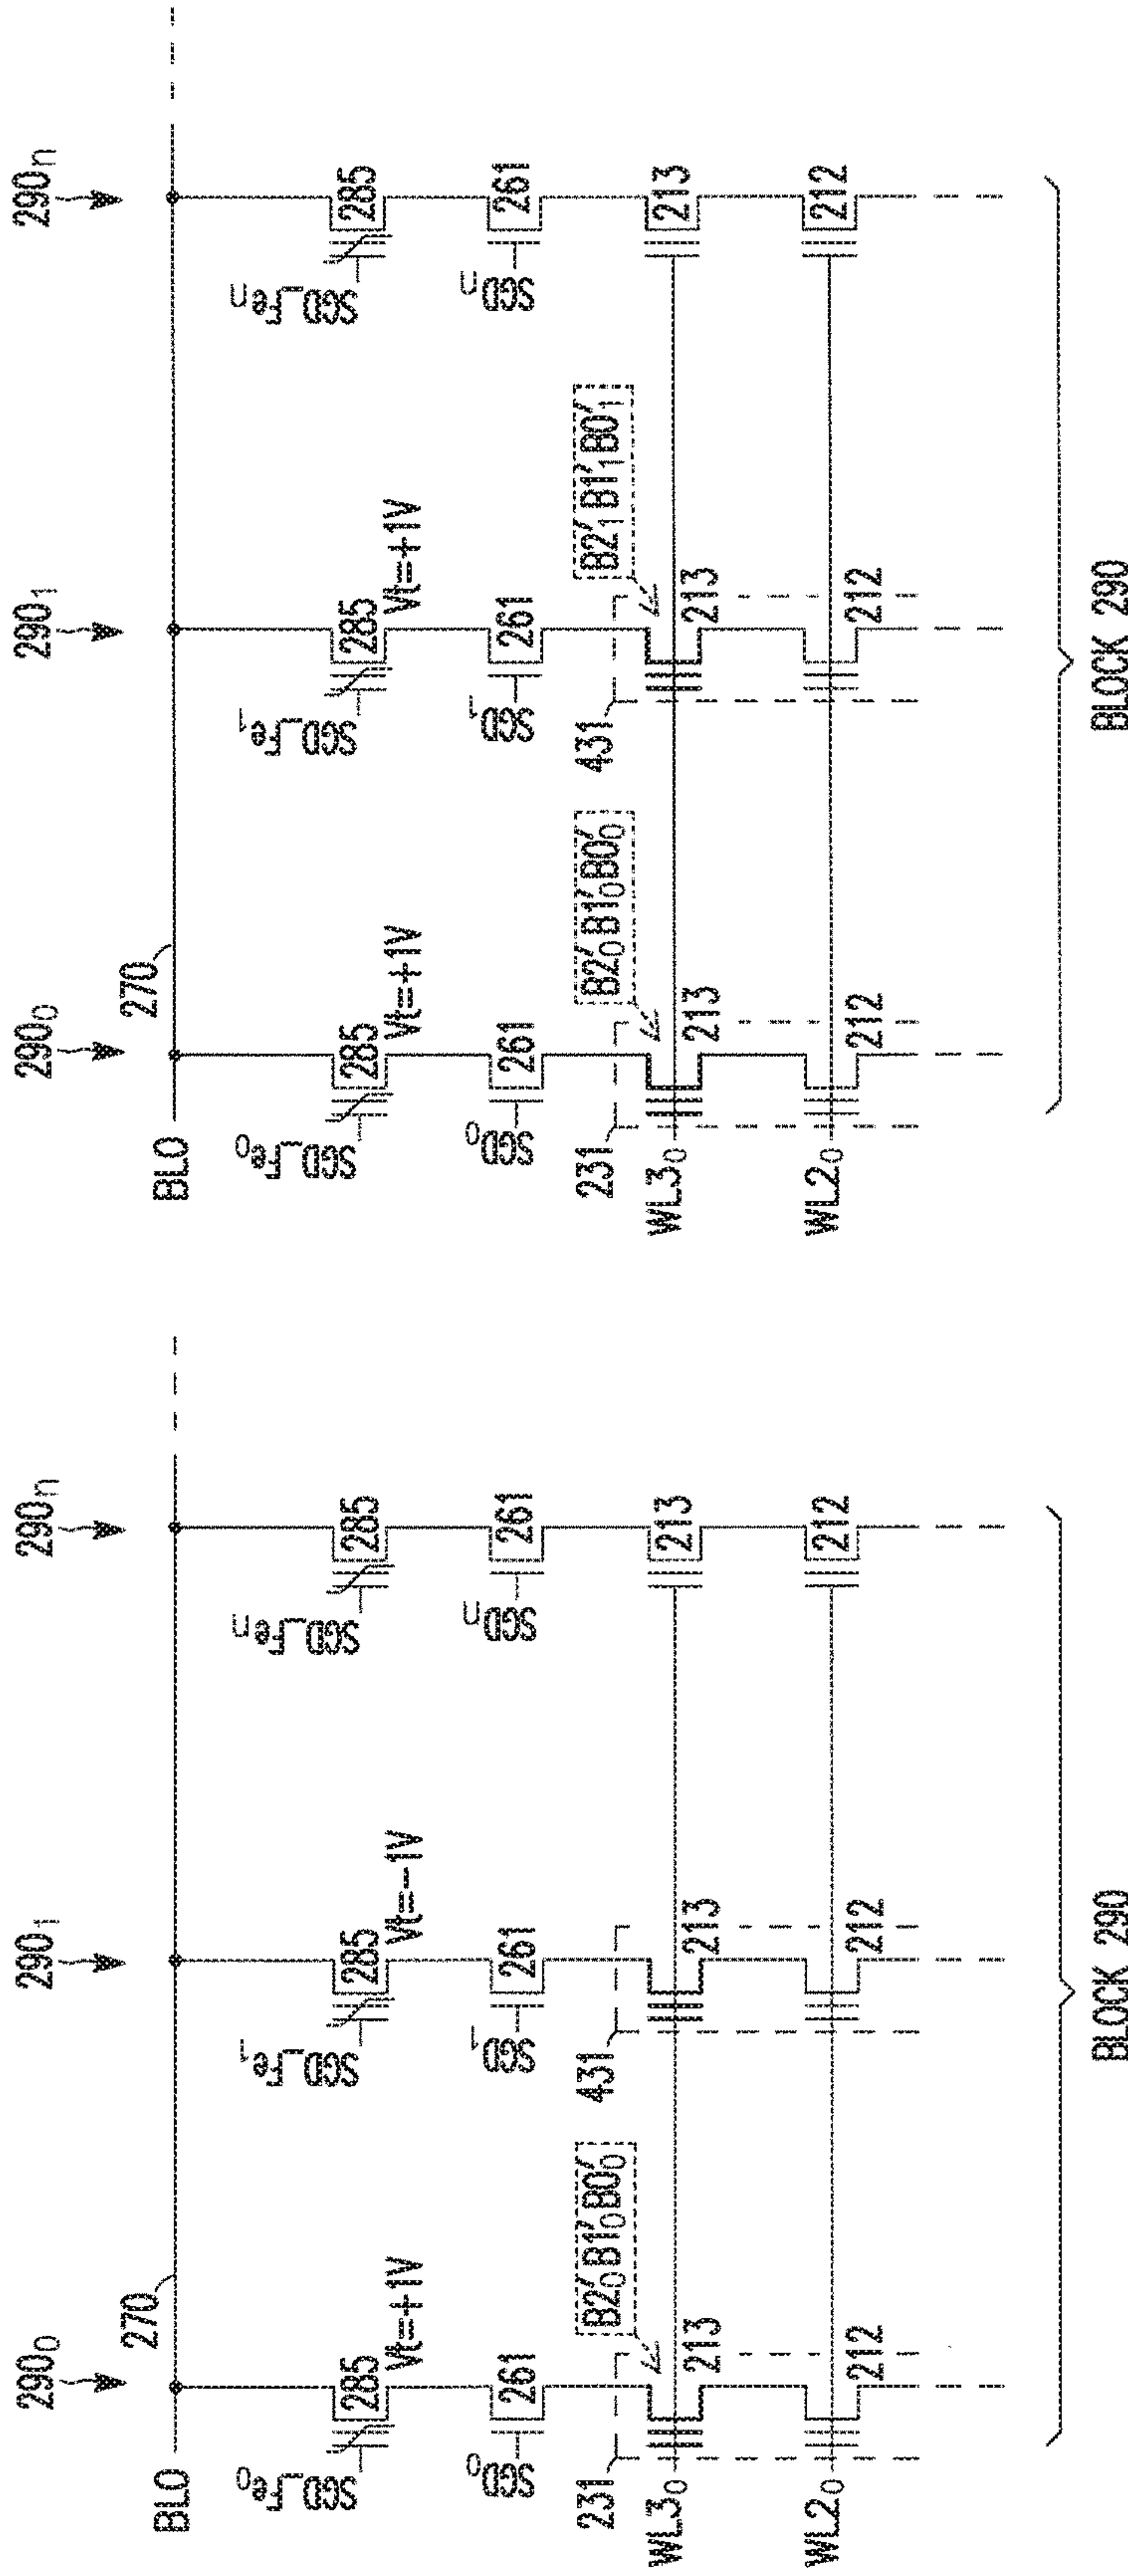 290₀
290₁
290ₙ
270
BL0
SGD_Fe₀
285
Vt=+1V
SGD_Fe₁
285
Vt=−1V
SGD_Feₙ
285
SGD₀
261
SGD₁
261
SGDₙ
261
231
B2′₀B1′₀B0′₀
431
WL3₀
213
213
213
WL2₀
212
212
212
BLOCK 290
290₀
290₁
290ₙ
270
BL0
SGD_Fe₀
285
Vt=+1V
SGD_Fe₁
285
Vt=+1V
SGD_Feₙ
285
SGD₀
261
SGD₁
261
SGDₙ
261
231
B2′₀B1′₀B0′₀
431
B2′₁B1′₁B0′₁
WL3₀
213
213
213
WL2₀
212
212
212
BLOCK 290